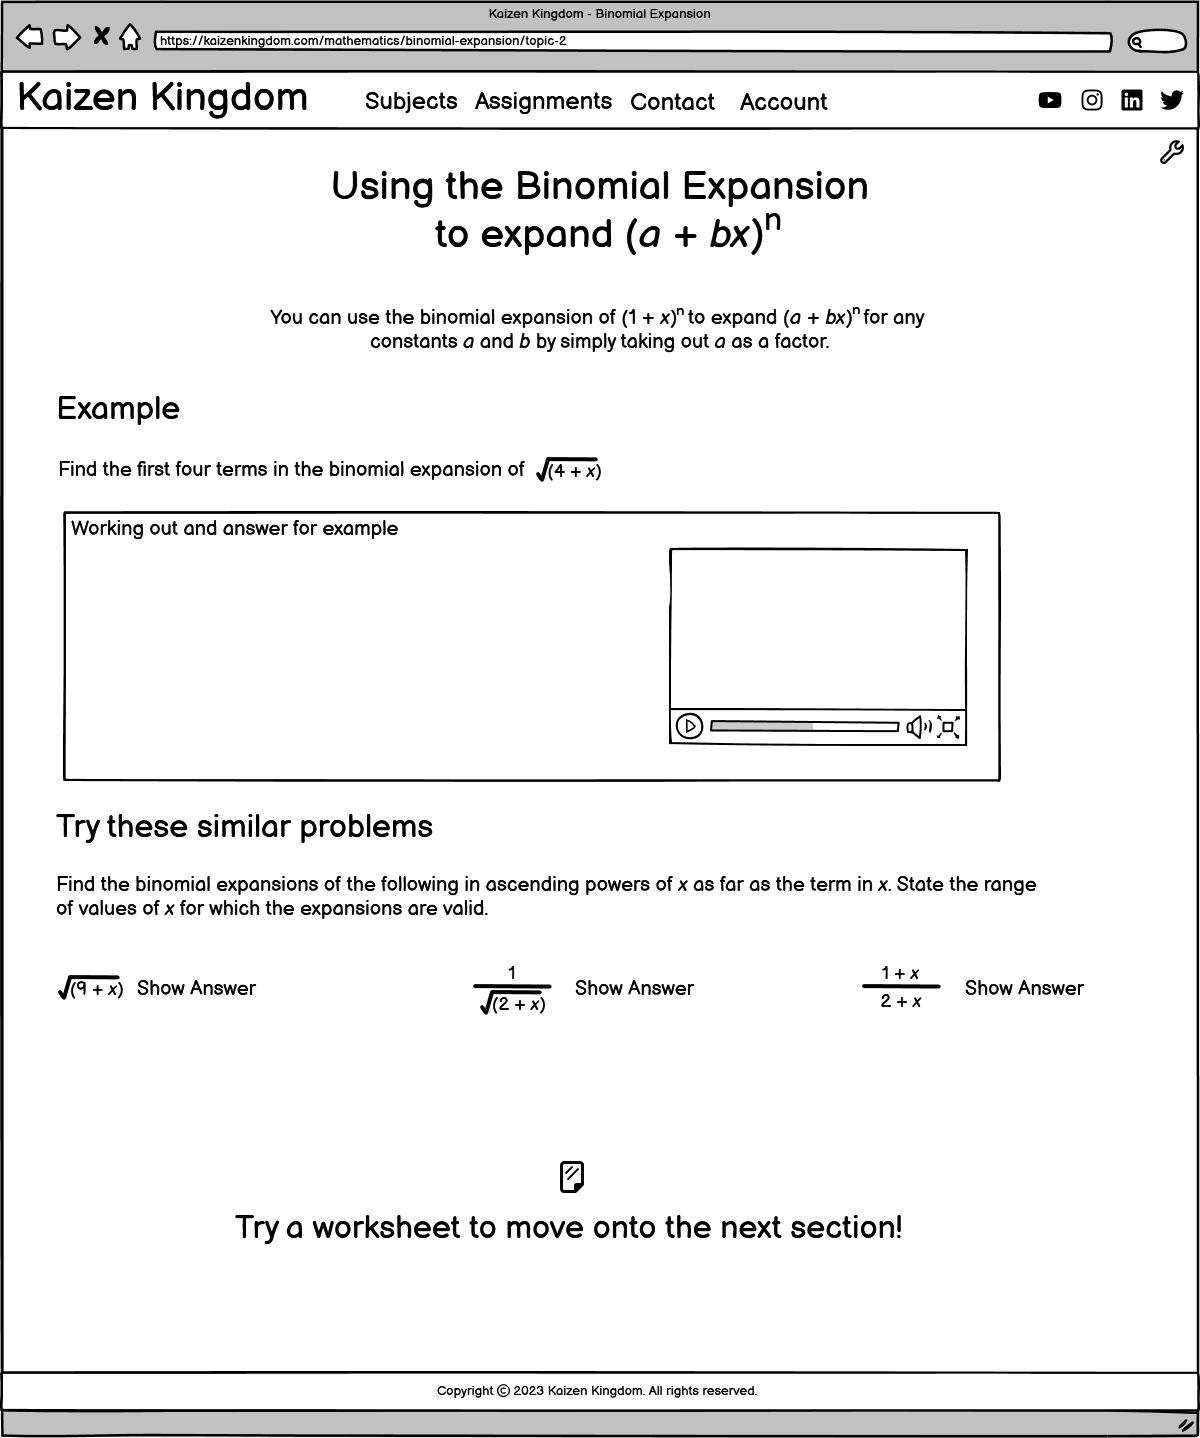 Kaizen Kingdom - Binomial Expansion
https://kaizenkingdom.com/mathematics/binomial-expansion/topic-2
Kaizen Kingdom Subjects Assignments Contact Account
Using the Binomial Expansion
to expand (a + bx)ⁿ
You can use the binomial expansion of (1 + x)ⁿ to expand (a + bx)ⁿ for any
constants a and b by simply taking out a as a factor.
Example
Find the first four terms in the binomial expansion of √(4 + x)
Working out and answer for example
Try these similar problems
Find the binomial expansions of the following in ascending powers of x as far as the term in x. State the range
of values of x for which the expansions are valid.
√(9 + x) Show Answer
1
√(2 + x)
Show Answer
1 + x
2 + x
Show Answer
Try a worksheet to move onto the next section!
Copyright © 2023 Kaizen Kingdom. All rights reserved.